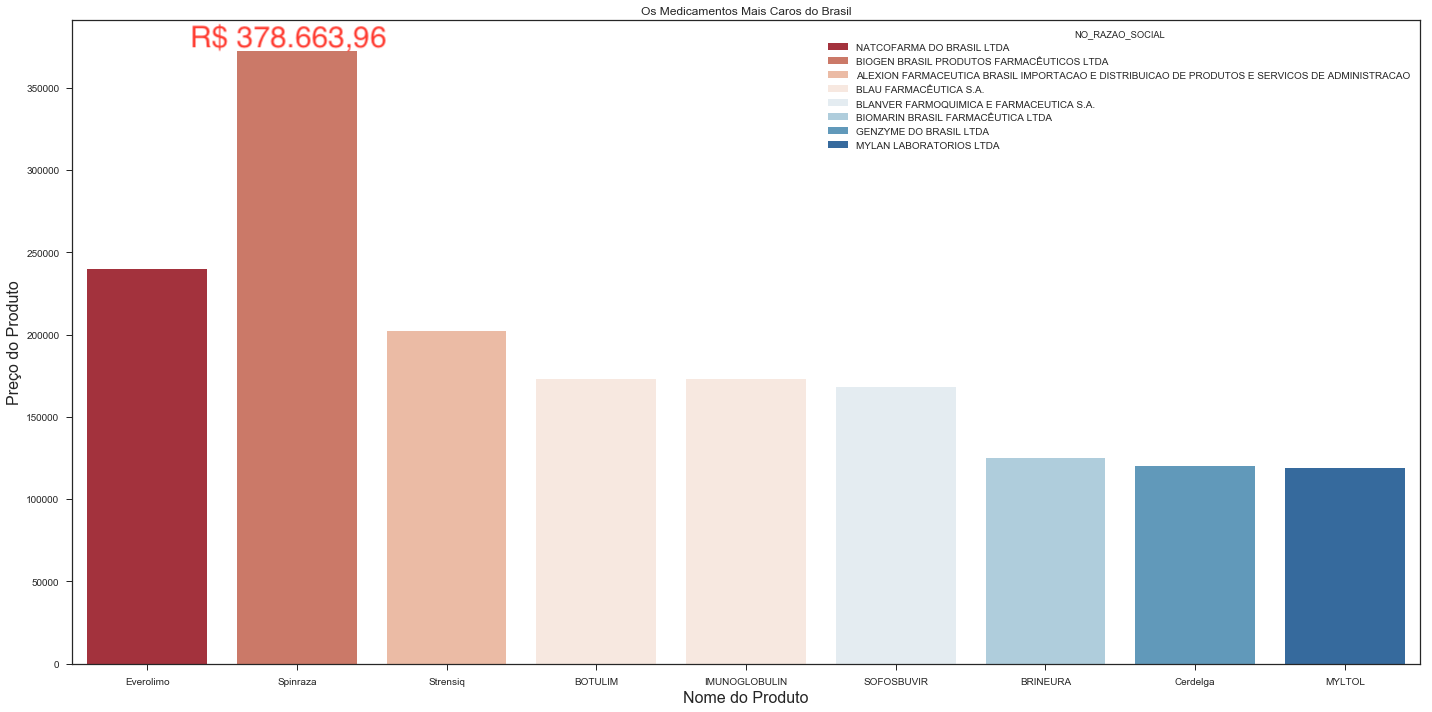 Os Medicamentos Mais Caros do Brasil
R$ 378.663,96
NO_RAZAO_SOCIAL
NATCOFARMA DO BRASIL LTDA
BIOGEN BRASIL PRODUTOS FARMACÊUTICOS LTDA
ALEXION FARMACEUTICA BRASIL IMPORTACAO E DISTRIBUICAO DE PRODUTOS E SERVICOS DE ADMINISTRACAO
BLAU FARMACÊUTICA S.A.
BLANVER FARMOQUIMICA E FARMACEUTICA S.A.
BIOMARIN BRASIL FARMACÊUTICA LTDA
GENZYME DO BRASIL LTDA
MYLAN LABORATORIOS LTDA
Preço do Produto
350000
300000
250000
200000
150000
100000
50000
0
Everolimo Spinraza Strensiq BOTULIM IMUNOGLOBULIN SOFOSBUVIR BRINEURA Cerdelga MYLTOL
Nome do Produto